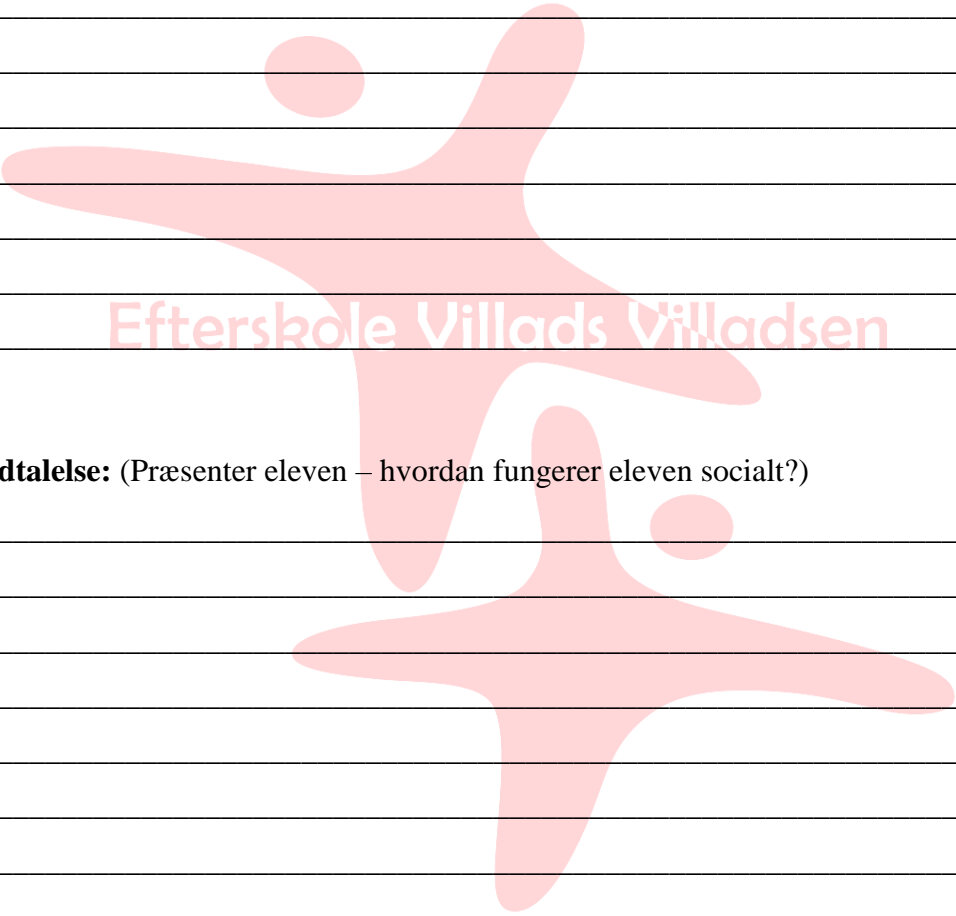 Efterskole Villads Villadsen
dtalelse: (Præsenter eleven – hvordan fungerer eleven socialt?)